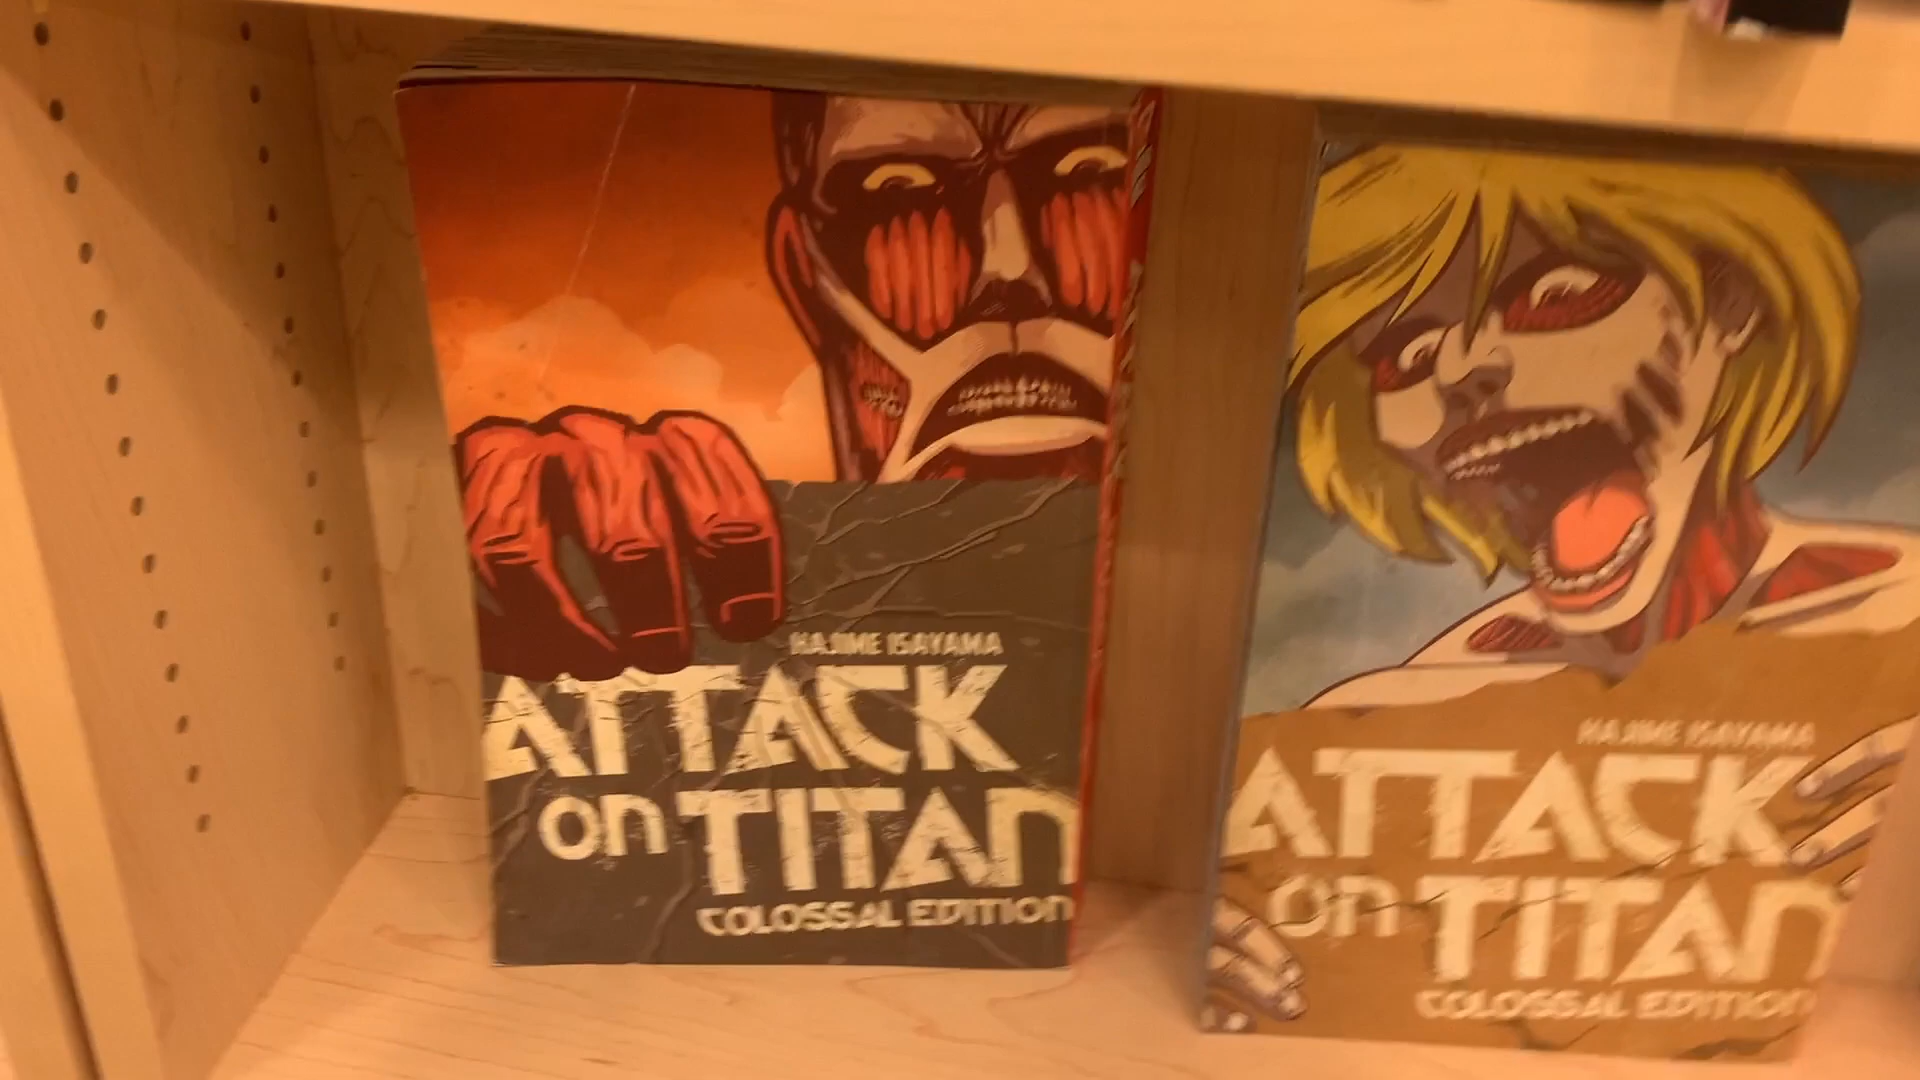 HAJIME ISAYAMA
ATTACK
on TITAN
COLOSSAL EDITION
HAJIME ISAYAMA
ATTACK
on TITAN
COLOSSAL EDITION